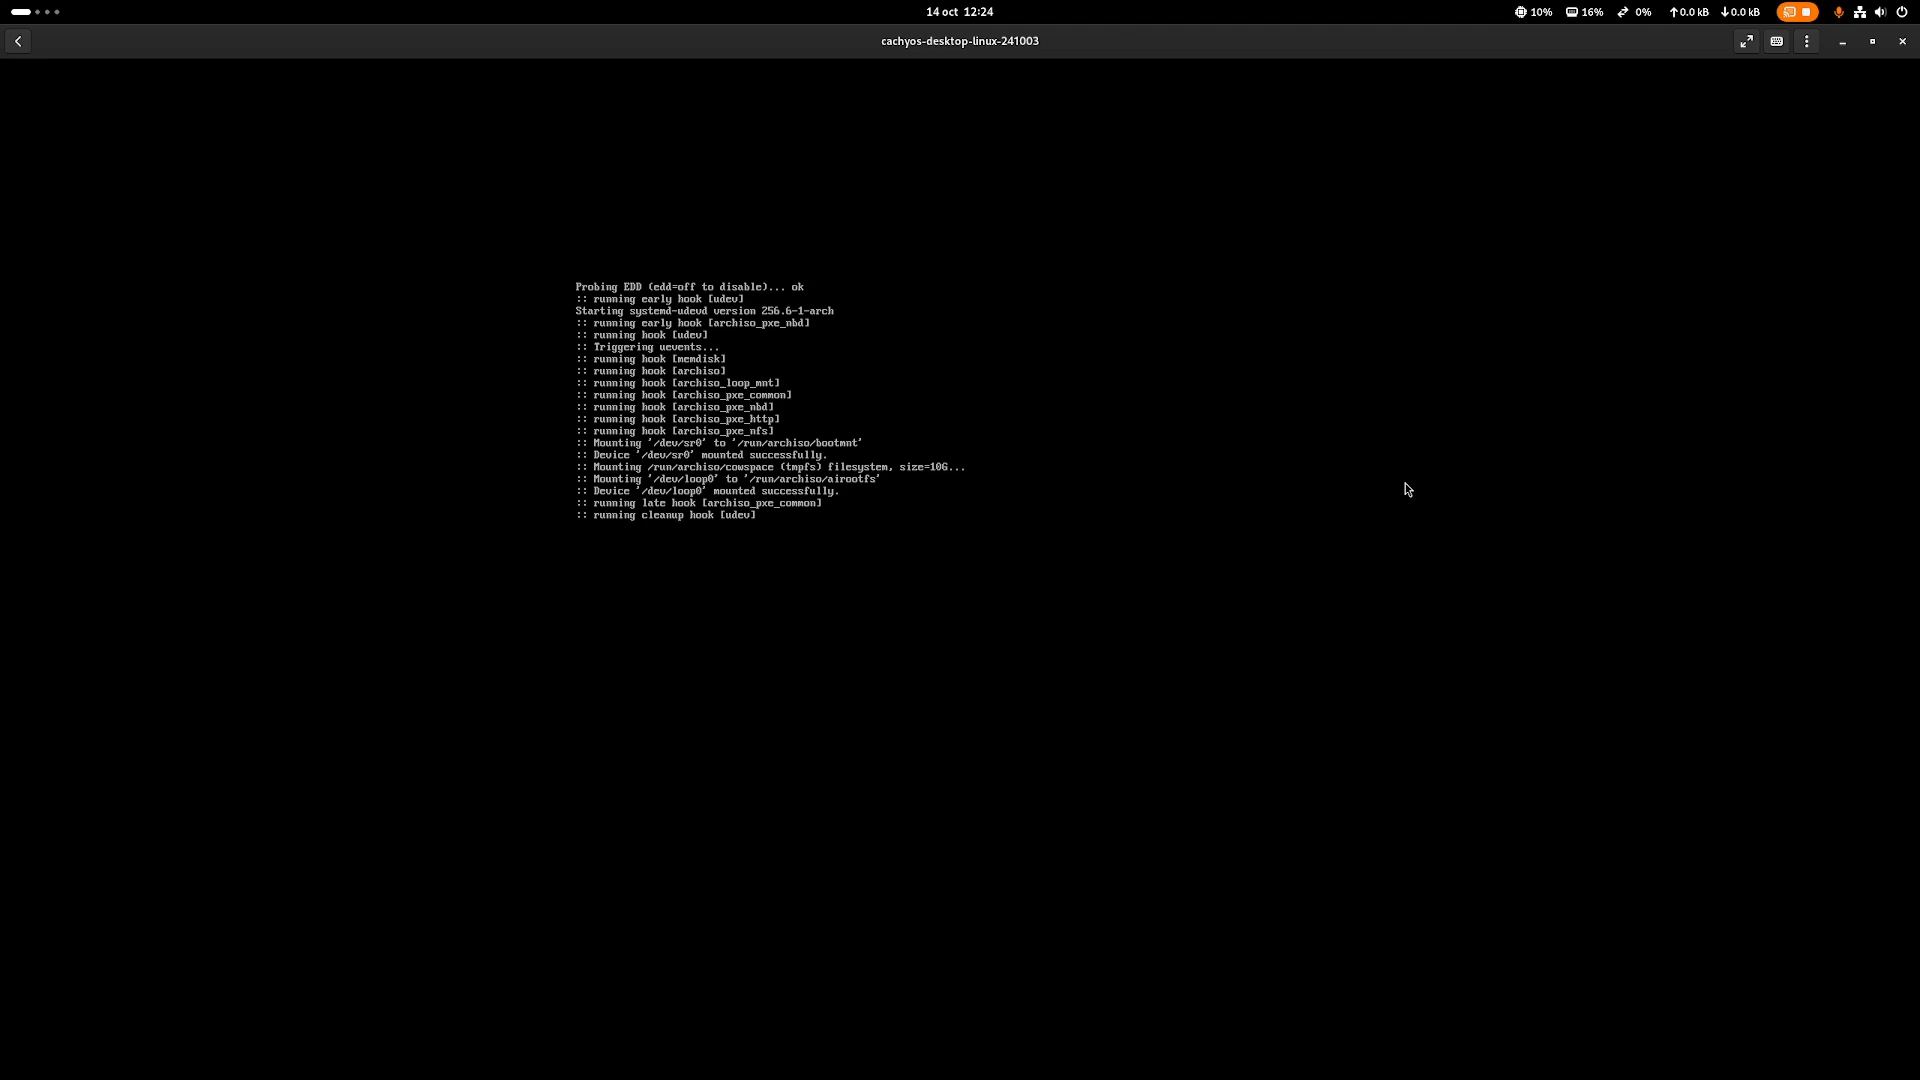 14 oct 12:24
10% 16% 0% ↑0.0 kB ↓0.0 kB
cachyos-desktop-linux-241003
Probing EDD (edd=off to disable)... ok
:: running early hook [udev]
Starting systemd-udevd version 256.6-1-arch
:: running early hook [archiso_pxe_nbd]
:: running hook [udev]
:: Triggering uevents...
:: running hook [memdisk]
:: running hook [archiso]
:: running hook [archiso_loop_mnt]
:: running hook [archiso_pxe_common]
:: running hook [archiso_pxe_nbd]
:: running hook [archiso_pxe_http]
:: running hook [archiso_pxe_nfs]
:: Mounting '/dev/sr0' to '/run/archiso/bootmnt'
:: Device '/dev/sr0' mounted successfully.
:: Mounting /run/archiso/cowspace (tmpfs) filesystem, size=10G...
:: Mounting '/dev/loop0' to '/run/archiso/airootfs'
:: Device '/dev/loop0' mounted successfully.
:: running late hook [archiso_pxe_common]
:: running cleanup hook [udev]